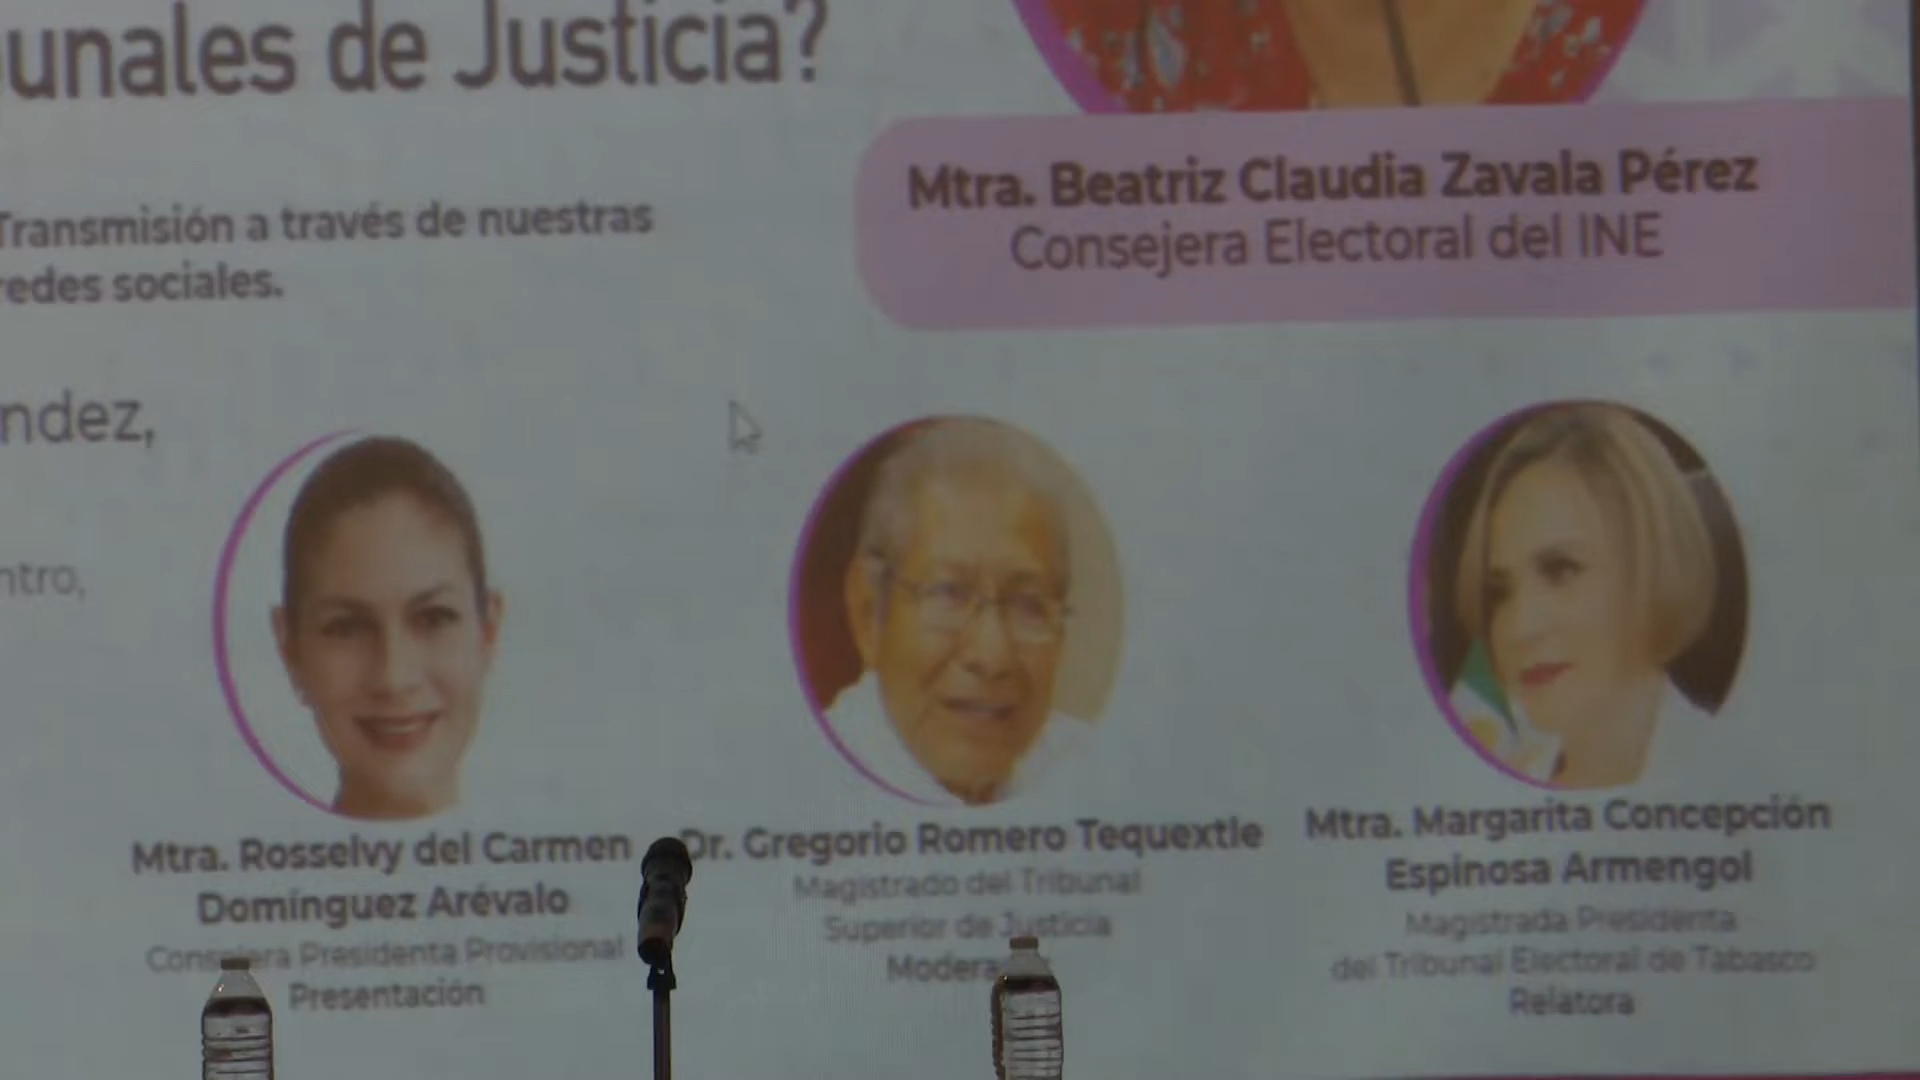 bunales de Justicia?
Mtra. Beatriz Claudia Zavala Pérez
Consejera Electoral del INE
Transmisión a través de nuestras
redes sociales.
ndez,
ntro,
Mtra. Rosselvy del Carmen
Domínguez Arévalo
Consejera Presidenta Provisional
Presentación
Dr. Gregorio Romero Tequextle
Magistrado del Tribunal
Superior de Justicia
Modera
Mtra. Margarita Concepción
Espinosa Armengol
Magistrada Presidenta
del Tribunal Electoral de Tabasco
Relatora